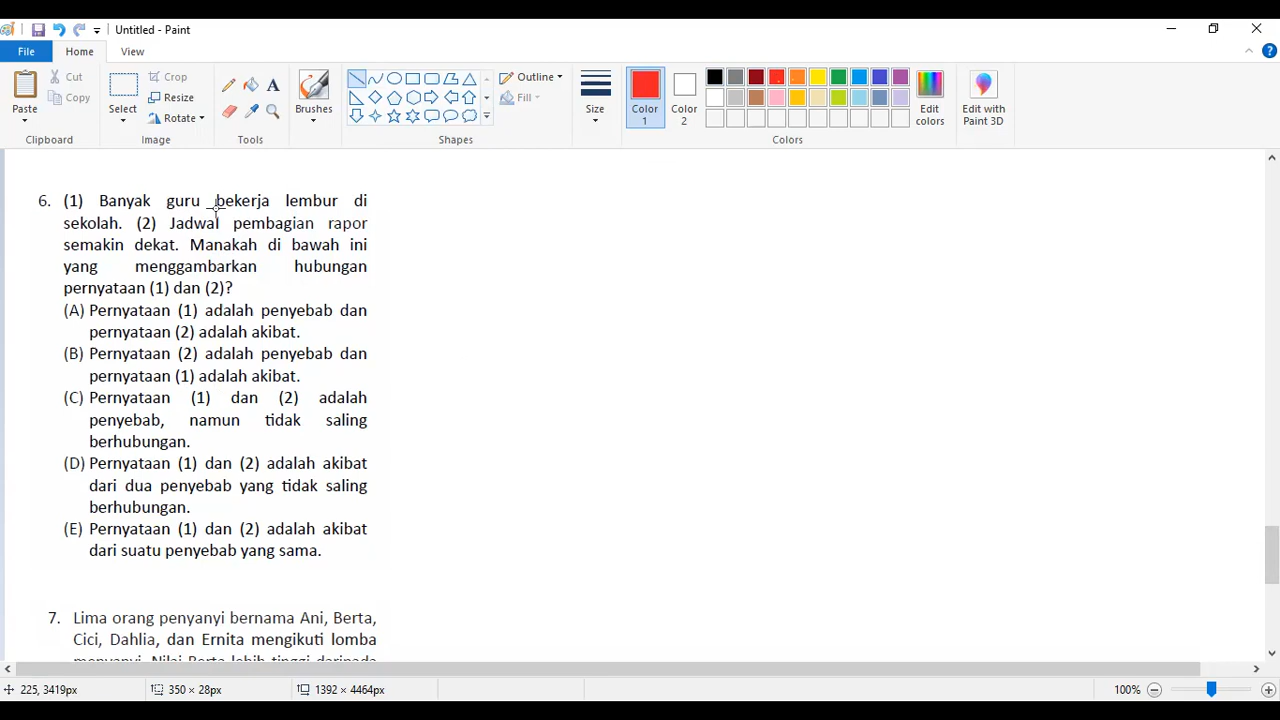 Untitled - Paint
File
Home
View
Paste
Cut
Copy
Clipboard
Select
Crop
Resize
Rotate
Image
Tools
Brushes
Shapes
Outline
Fill
Size
Color
1
Color
2
Colors
Edit
colors
Edit with
Paint 3D
6. (1) Banyak guru bekerja lembur di
sekolah. (2) Jadwal pembagian rapor
semakin dekat. Manakah di bawah ini
yang menggambarkan hubungan
pernyataan (1) dan (2)?
(A) Pernyataan (1) adalah penyebab dan
pernyataan (2) adalah akibat.
(B) Pernyataan (2) adalah penyebab dan
pernyataan (1) adalah akibat.
(C) Pernyataan (1) dan (2) adalah
penyebab, namun tidak saling
berhubungan.
(D) Pernyataan (1) dan (2) adalah akibat
dari dua penyebab yang tidak saling
berhubungan.
(E) Pernyataan (1) dan (2) adalah akibat
dari suatu penyebab yang sama.
7. Lima orang penyanyi bernama Ani, Berta,
Cici, Dahlia, dan Ernita mengikuti lomba
menyanyi. Nilai Berta lebih tinggi daripada
225, 3419px
350 × 28px
1392 × 4464px
100%